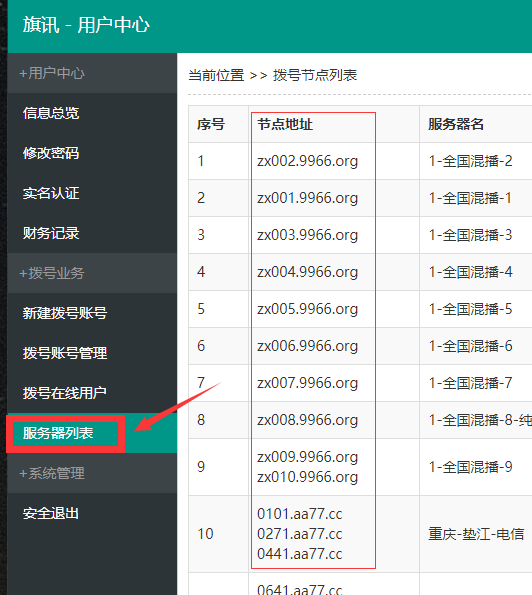 旗讯 - 用户中心
+用户中心
信息总览
修改密码
实名认证
财务记录
+拨号业务
新建拨号账号
拨号账号管理
拨号在线用户
服务器列表
+系统管理
安全退出
当前位置 >> 拨号节点列表
序号 节点地址 服务器名
1 zx002.9966.org 1-全国混播-2
2 zx001.9966.org 1-全国混播-1
3 zx003.9966.org 1-全国混播-3
4 zx004.9966.org 1-全国混播-4
5 zx005.9966.org 1-全国混播-5
6 zx006.9966.org 1-全国混播-6
7 zx007.9966.org 1-全国混播-7
8 zx008.9966.org 1-全国混播-8-纯
9 zx009.9966.org 1-全国混播-9
zx010.9966.org
10 0101.aa77.cc 重庆-垫江-电信
0271.aa77.cc
0441.aa77.cc
0641.aa77.cc